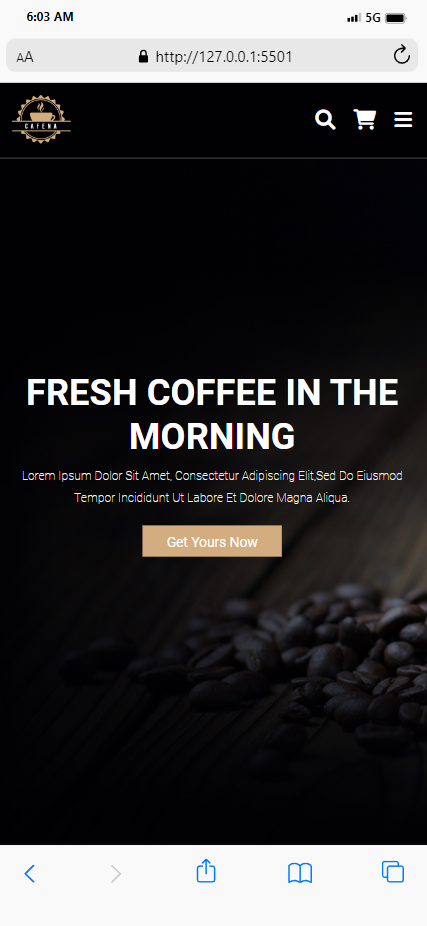 6:03 AM
5G
AA
http://127.0.0.1:5501
CAFENA
FRESH COFFEE IN THE
MORNING
Lorem Ipsum Dolor Sit Amet, Consectetur Adipiscing Elit,Sed Do Eiusmod
Tempor Incididunt Ut Labore Et Dolore Magna Aliqua.
Get Yours Now